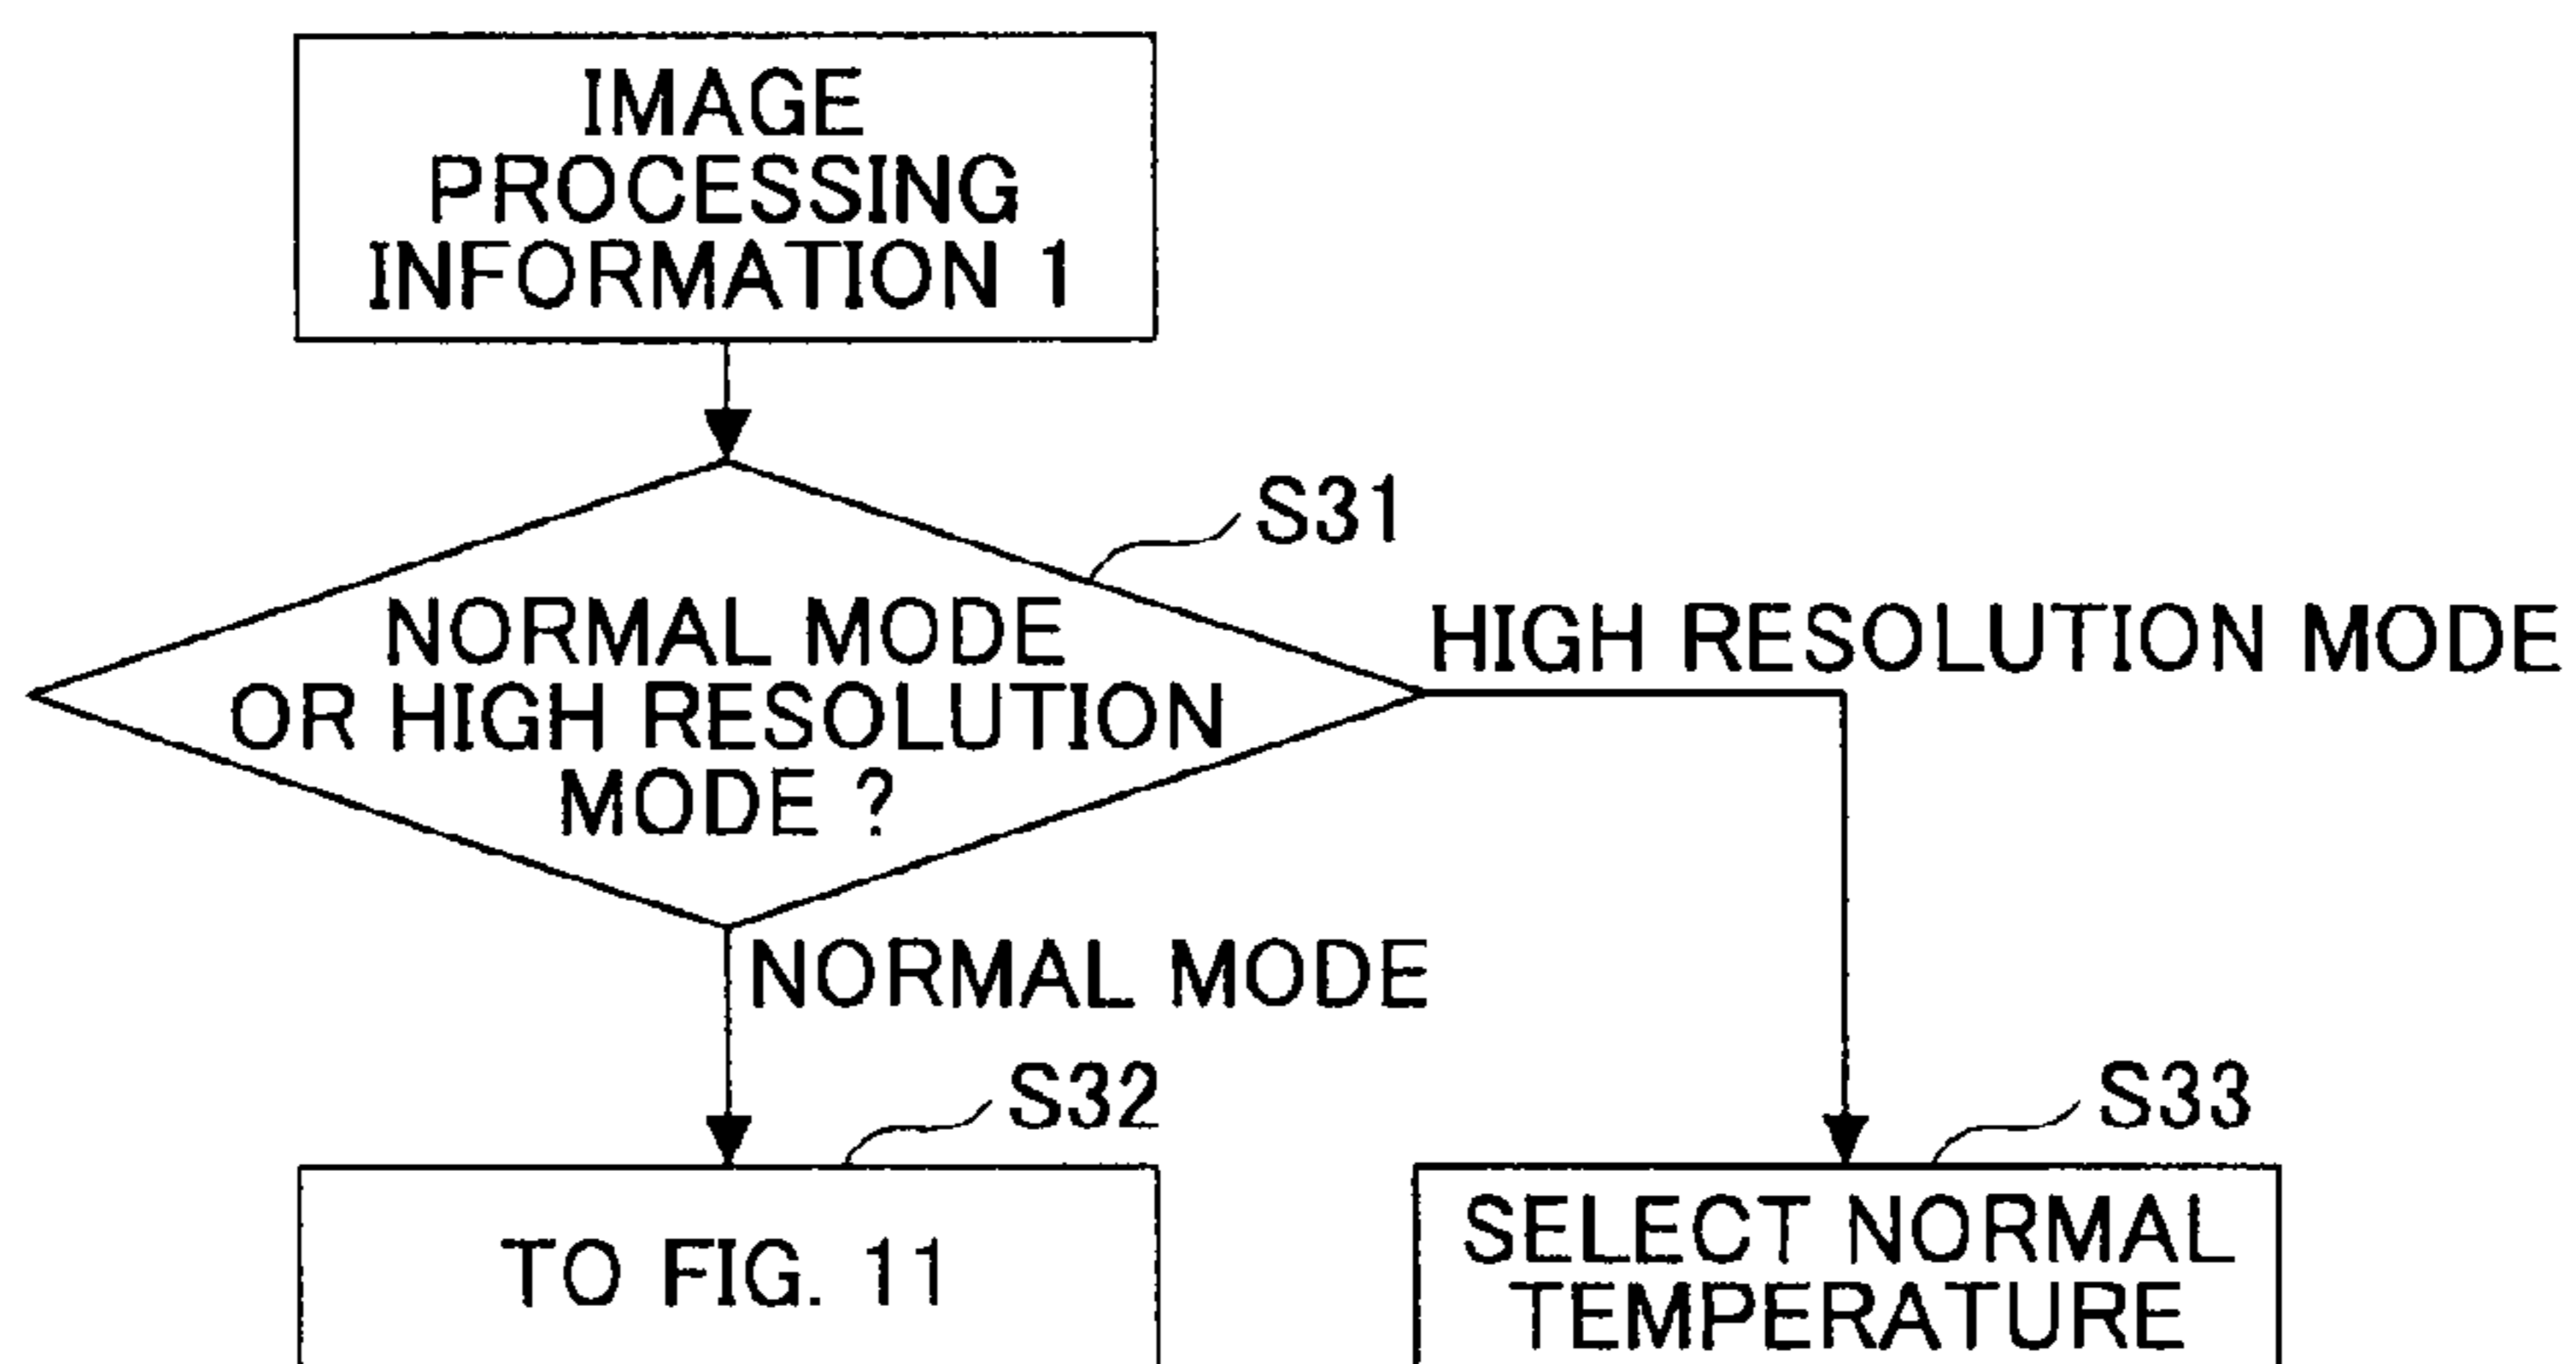 IMAGE
PROCESSING
INFORMATION 1
S31
NORMAL MODE
OR HIGH RESOLUTION
MODE ?
HIGH RESOLUTION MODE
NORMAL MODE
S32
TO FIG. 11
S33
SELECT NORMAL
TEMPERATURE